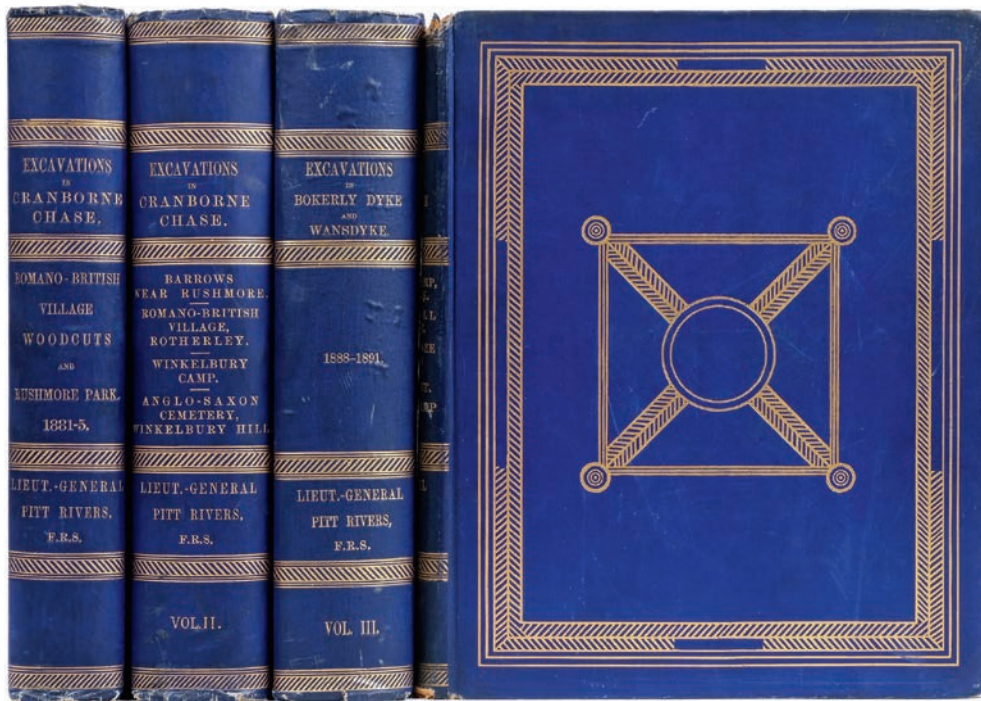 EXCAVATIONS
IN
CRANBORNE
CHASE.
ROMANO-BRITISH
VILLAGE
WOODCUTS
AND
RUSHMORE PARK.
1881-5.
LIEUT.-GENERAL
PITT RIVERS,
F.R.S.
EXCAVATIONS
IN
CRANBORNE
CHASE.
BARROWS
NEAR RUSHMORE.
ROMANO-BRITISH
VILLAGE,
ROTHERLEY.
WINKELBURY
CAMP.
ANGLO-SAXON
CEMETERY,
WINKELBURY HILL
LIEUT.-GENERAL
PITT RIVERS,
F.R.S.
VOL. II.
EXCAVATIONS
IN
BOKERLY DYKE
AND
WANSDYKE.
1888-1891.
LIEUT.-GENERAL
PITT RIVERS,
F.R.S.
VOL. III.